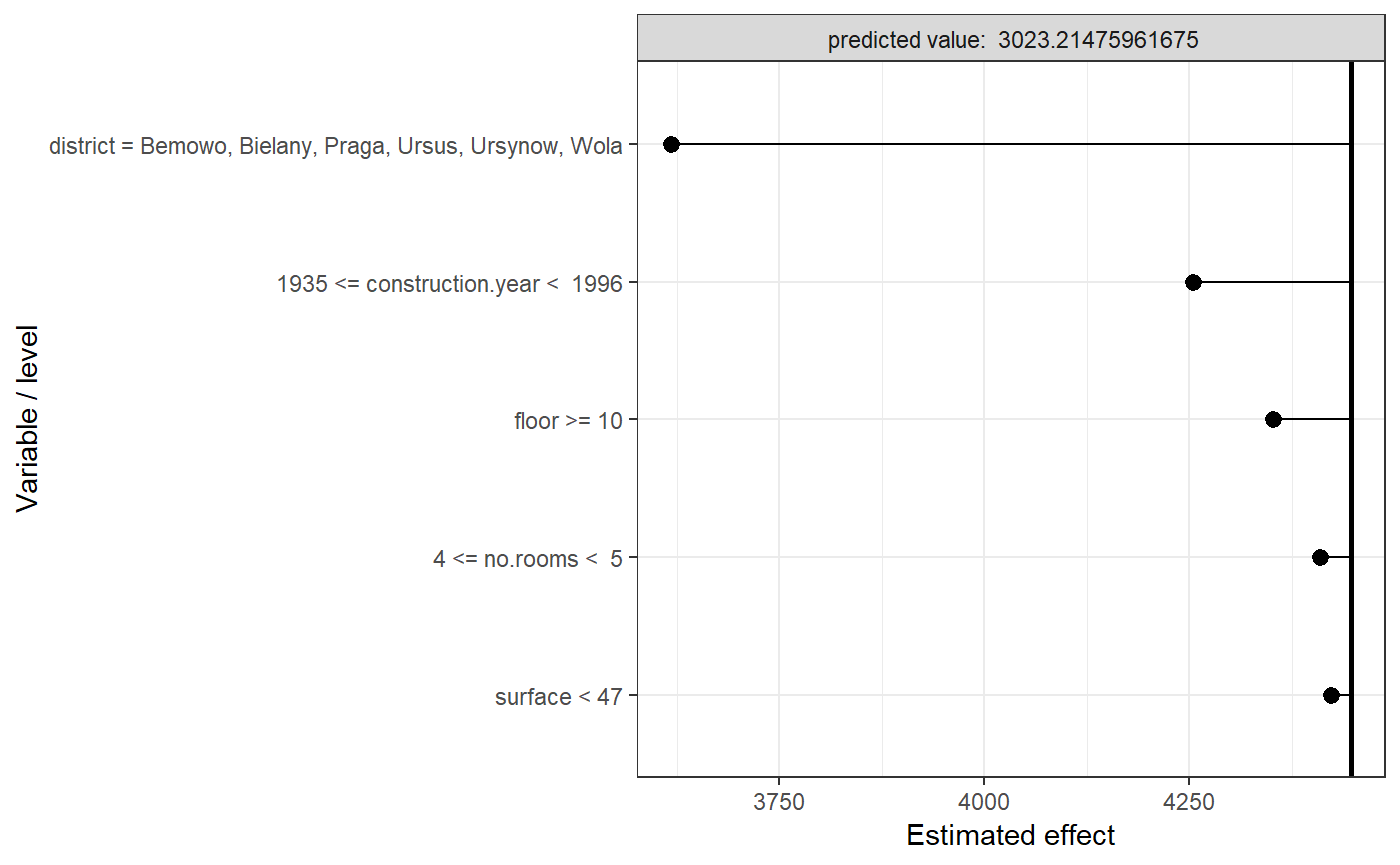 predicted value:  3023.21475961675
district = Bemowo, Bielany, Praga, Ursus, Ursynow, Wola
1935 <= construction.year <  1996
floor >= 10
4 <= no.rooms <  5
surface < 47
Variable / level
3750 4000 4250
Estimated effect